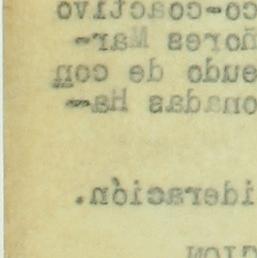 co-coactivo
ñores Mar-
eudo de con
onadas Ha-
ideración.